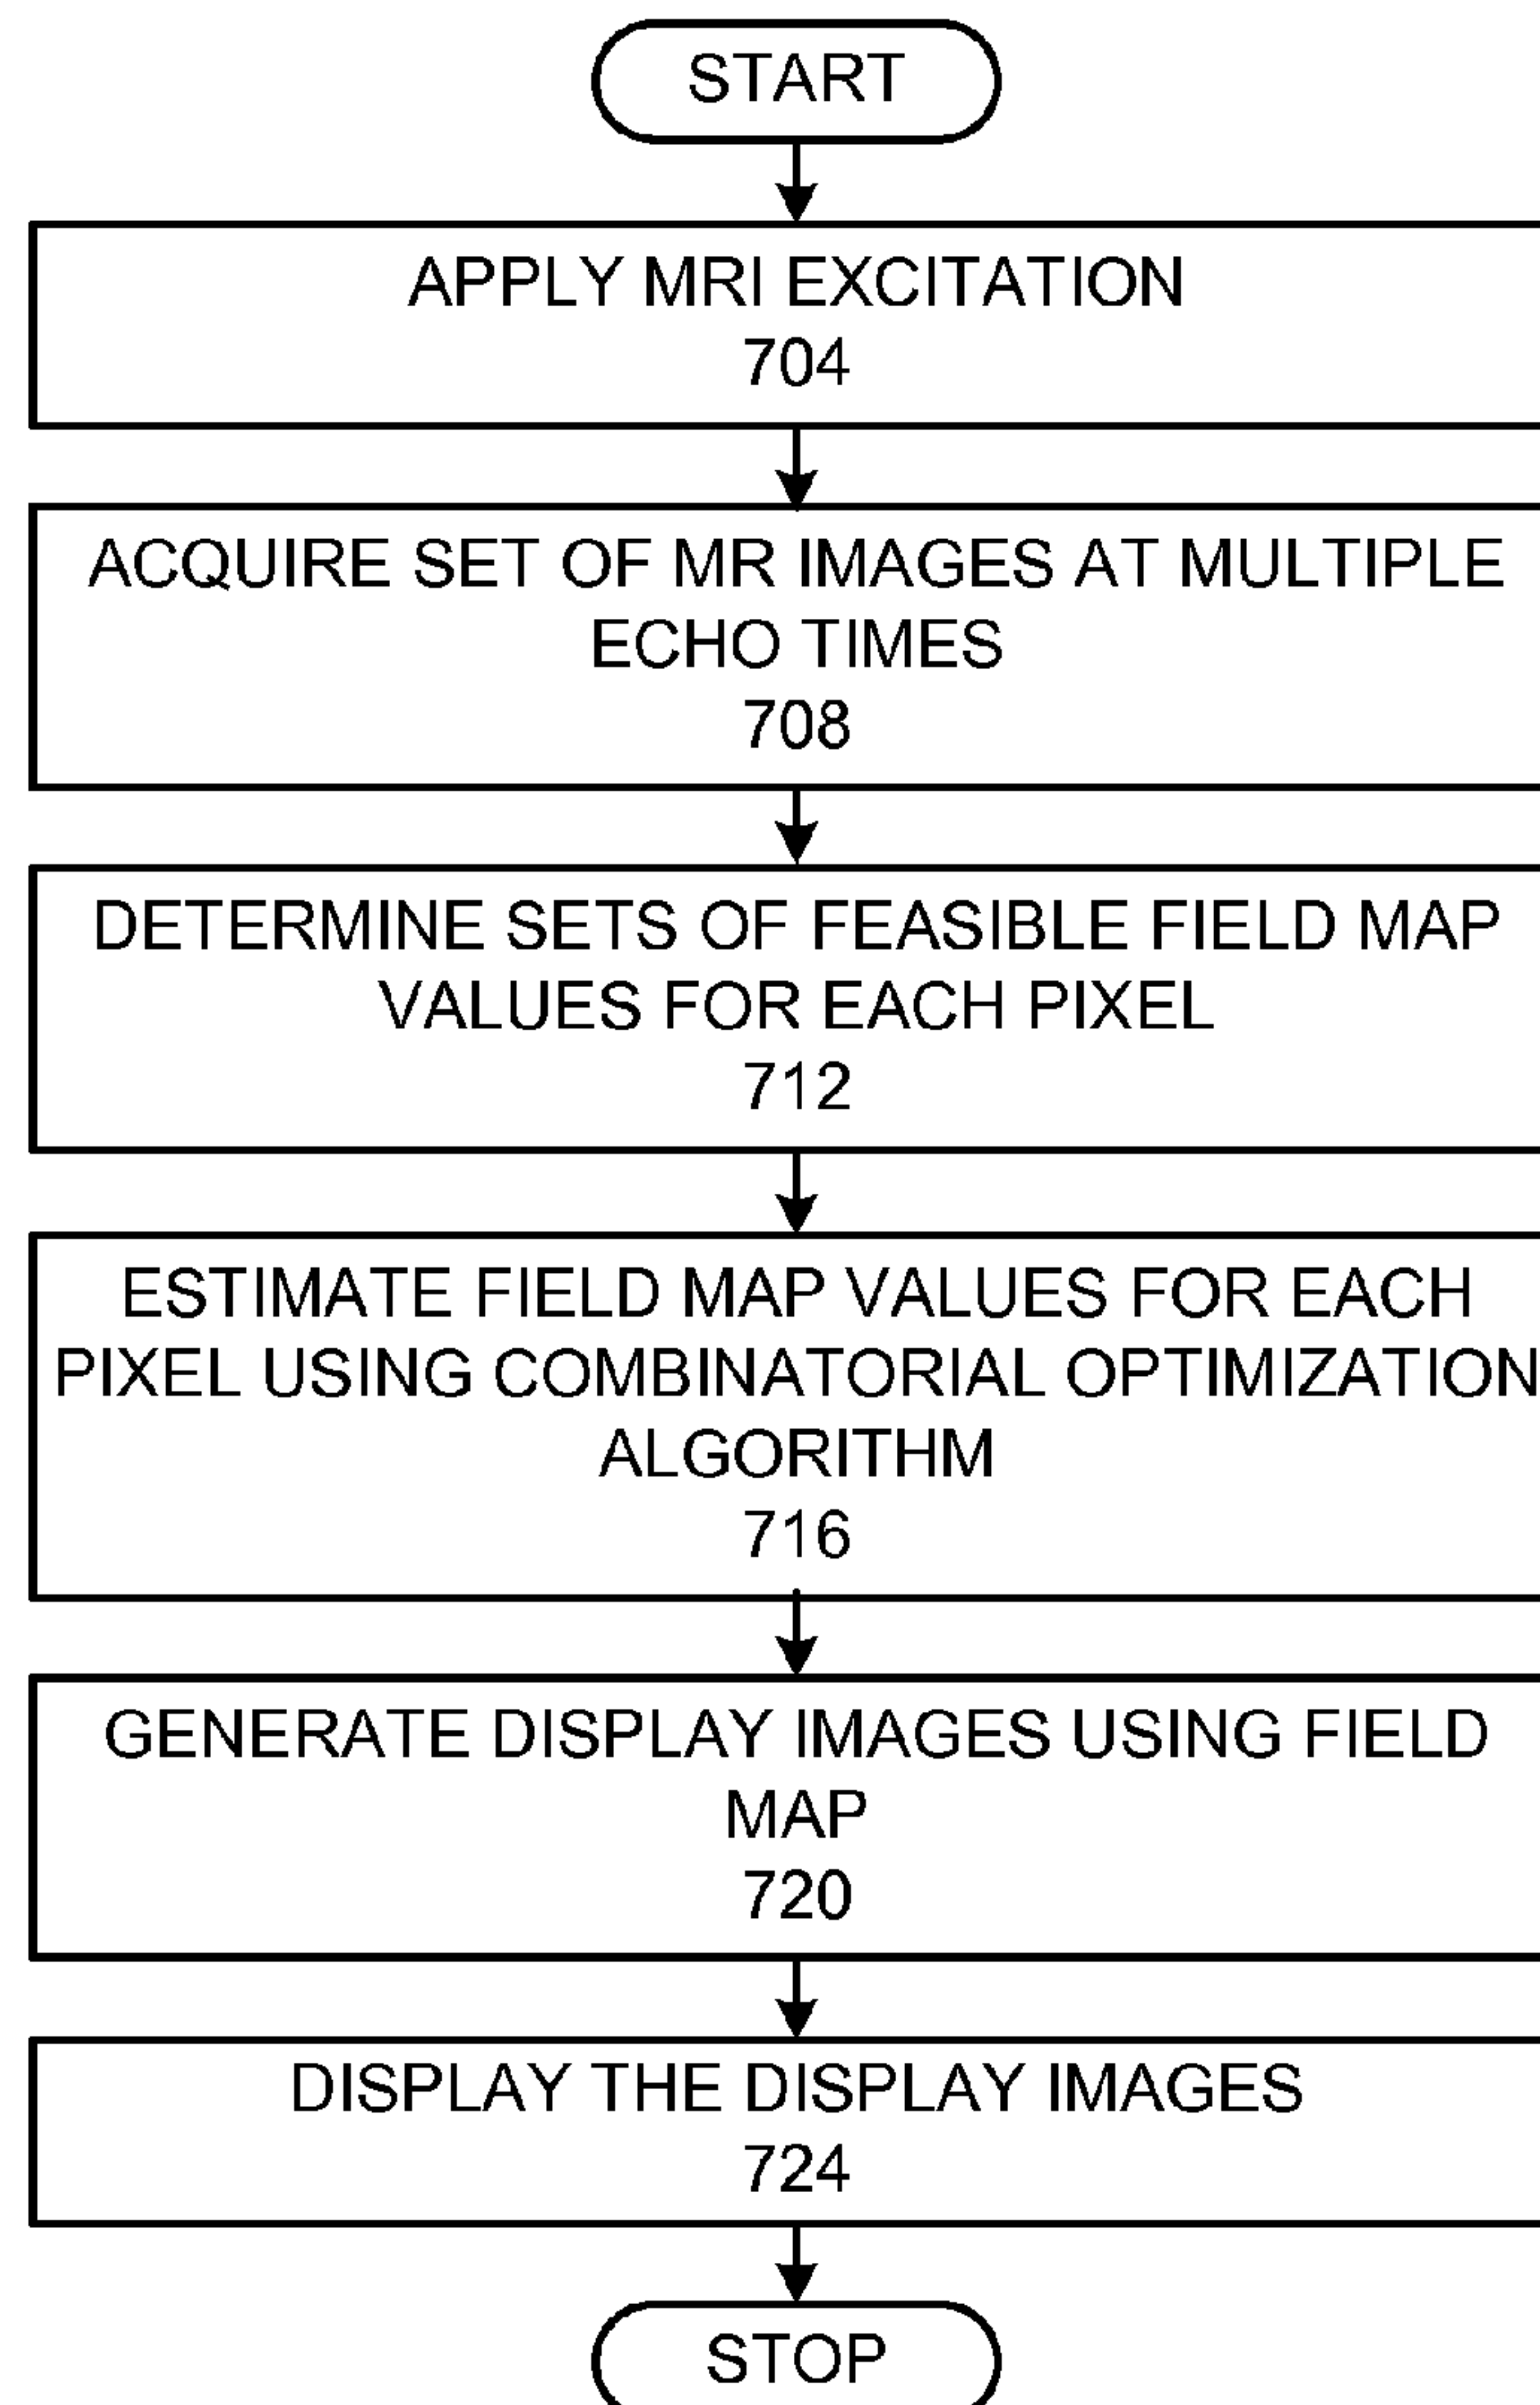 START
APPLY MRI EXCITATION
704
ACQUIRE SET OF MR IMAGES AT MULTIPLE
ECHO TIMES
708
DETERMINE SETS OF FEASIBLE FIELD MAP
VALUES FOR EACH PIXEL
712
ESTIMATE FIELD MAP VALUES FOR EACH
PIXEL USING COMBINATORIAL OPTIMIZATION
ALGORITHM
716
GENERATE DISPLAY IMAGES USING FIELD
MAP
720
DISPLAY THE DISPLAY IMAGES
724
STOP